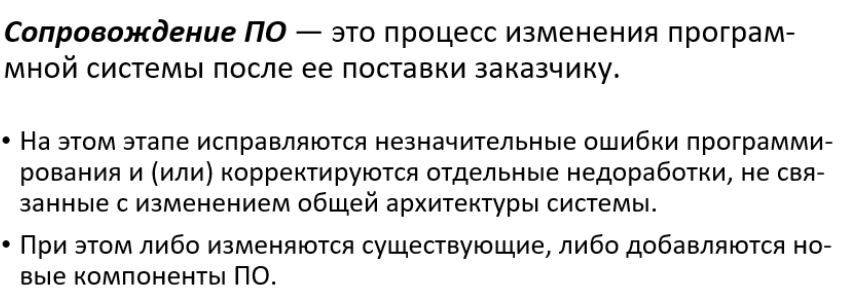 Сопровождение ПО — это процесс изменения програм-
мной системы после ее поставки заказчику.
• На этом этапе исправляются незначительные ошибки программи-
рования и (или) корректируются отдельные недоработки, не свя-
занные с изменением общей архитектуры системы.
• При этом либо изменяются существующие, либо добавляются но-
вые компоненты ПО.